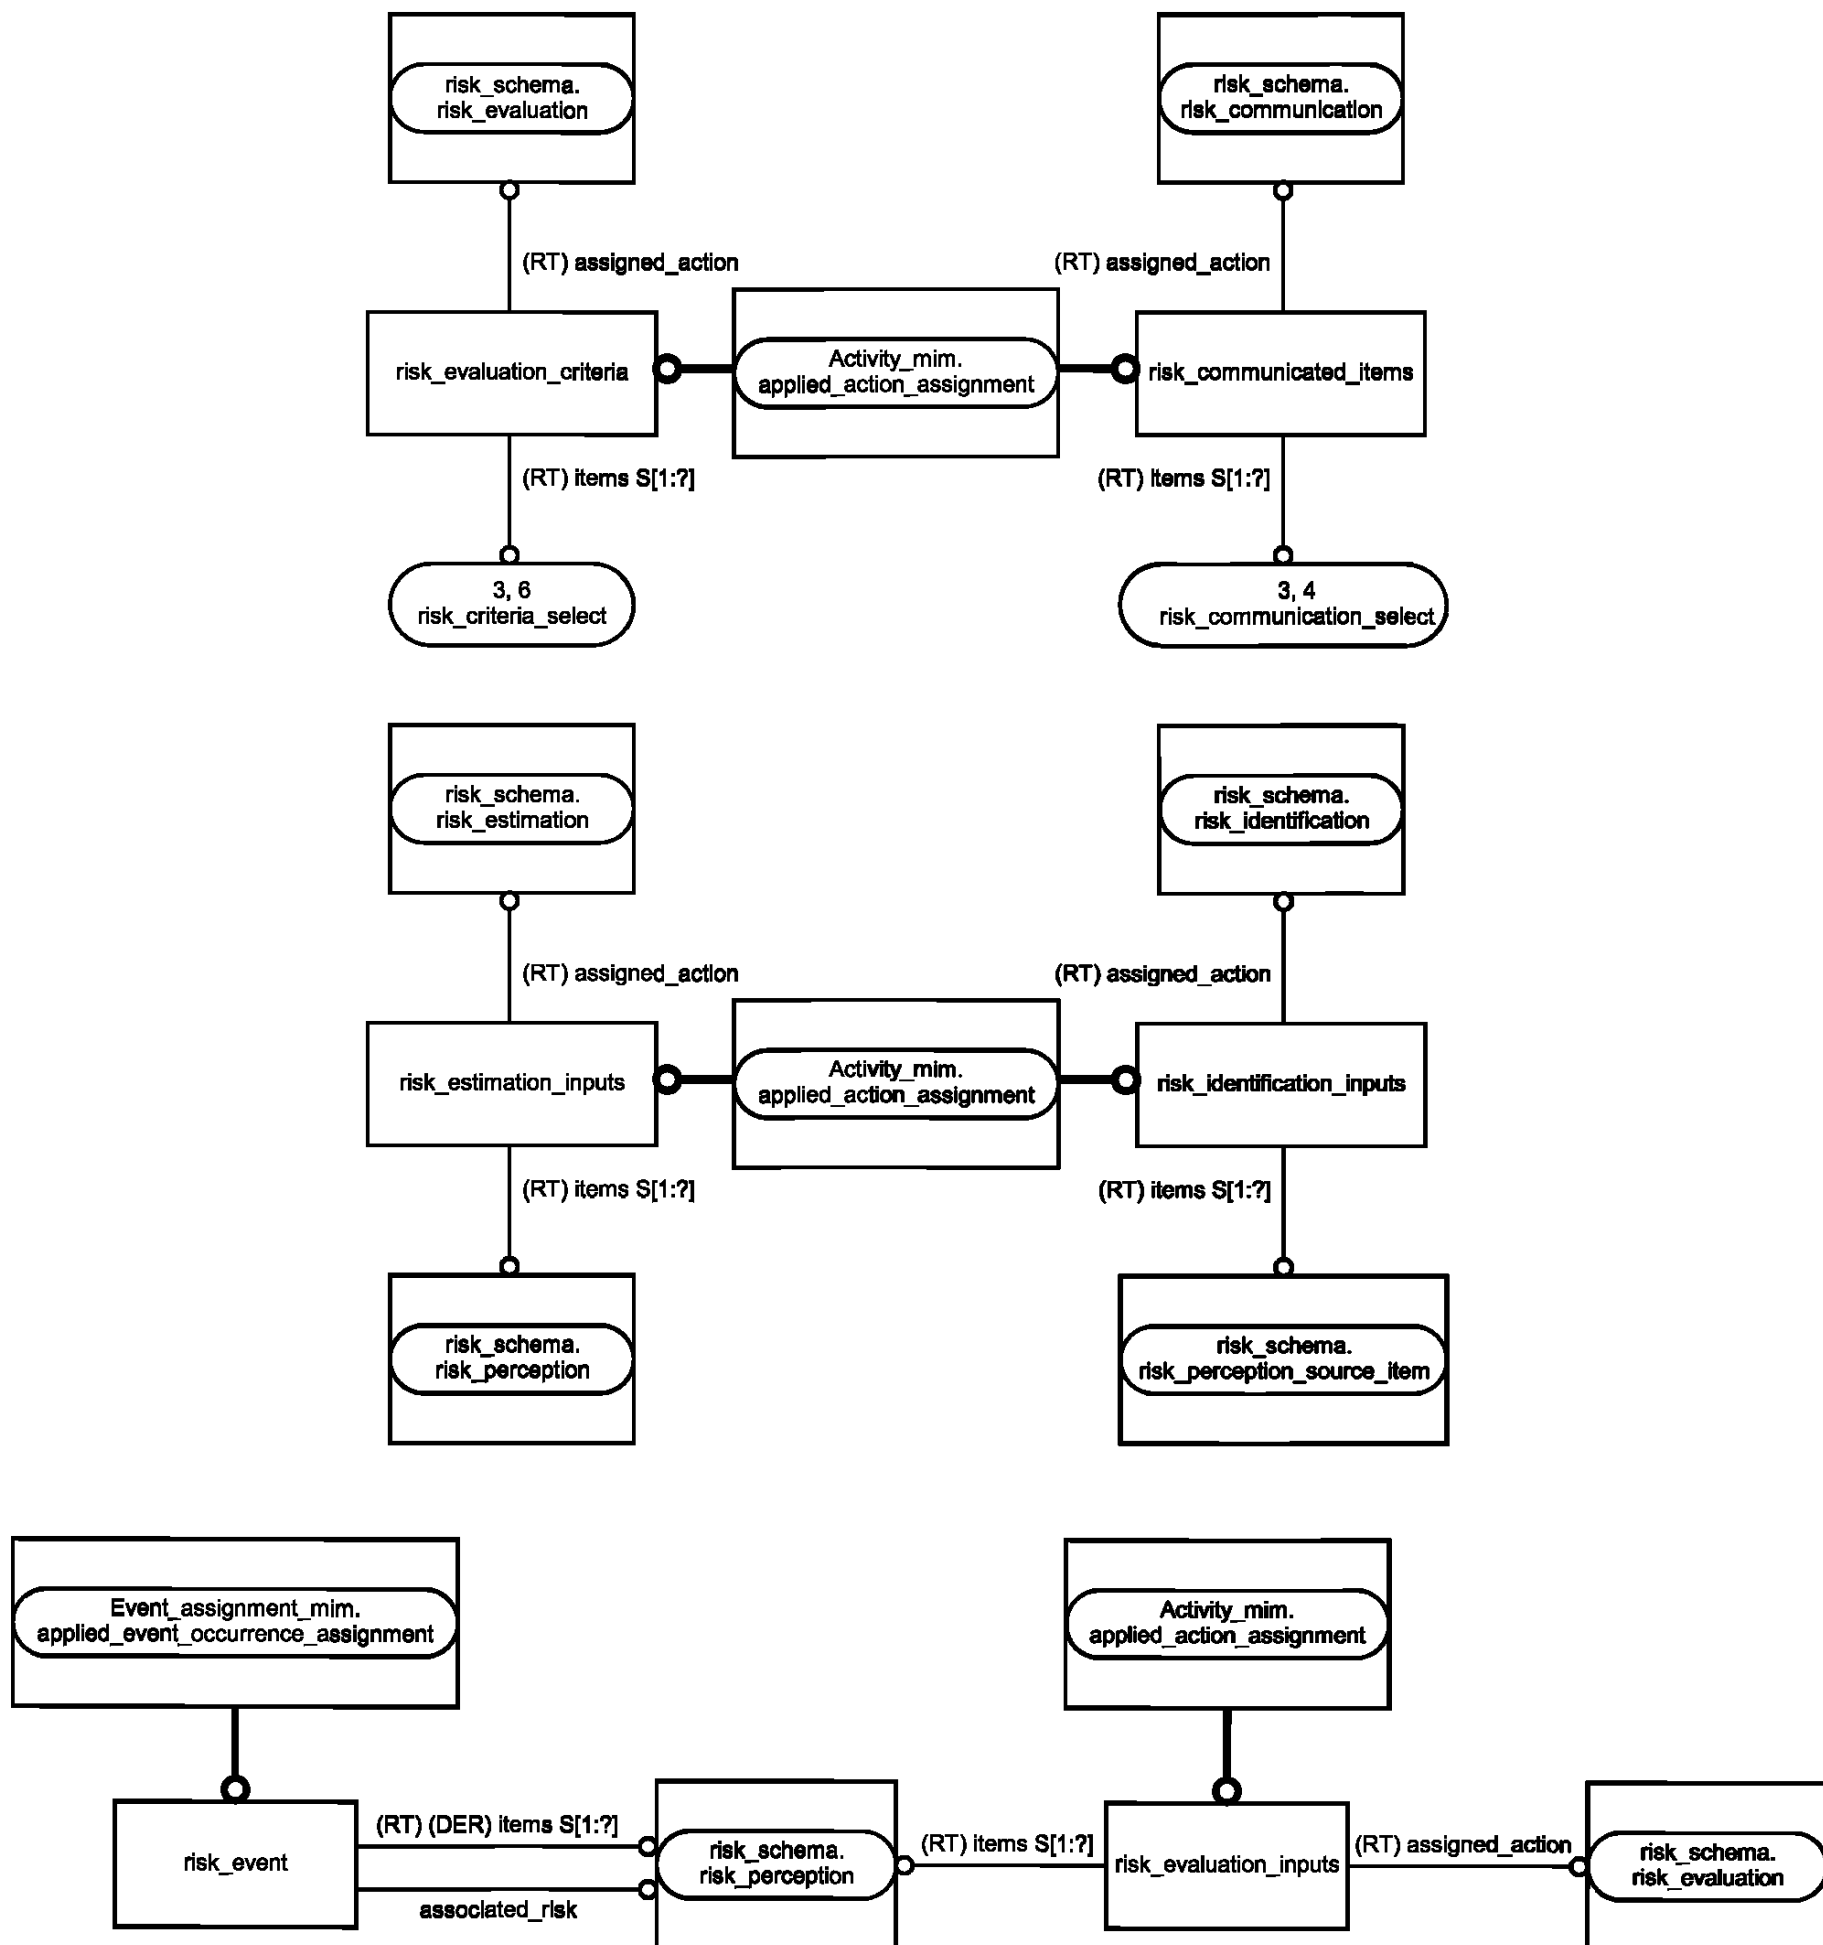 risk_schema.
risk_evaluation
risk_schema.
risk_communication
(RT) assigned_action
(RT) assigned_action
risk_evaluation_criteria
Activity_mim.
applied_action_assignment
risk_communicated_items
(RT) items S[1:?]
(RT) items S[1:?]
3, 6
risk_criteria_select
3, 4
risk_communication_select
risk_schema.
risk_estimation
risk_schema.
risk_identification
(RT) assigned_action
(RT) assigned_action
risk_estimation_inputs
Activity_mim.
applied_action_assignment
risk_identification_inputs
(RT) items S[1:?]
(RT) items S[1:?]
risk_schema.
risk_perception
risk_schema.
risk_perception_source_item
Event_assignment_mim.
applied_event_occurrence_assignment
Activity_mim.
applied_action_assignment
risk_event
(RT) (DER) items S[1:?]
associated_risk
risk_schema.
risk_perception
(RT) items S[1:?]
risk_evaluation_inputs
(RT) assigned_action
risk_schema.
risk_evaluation